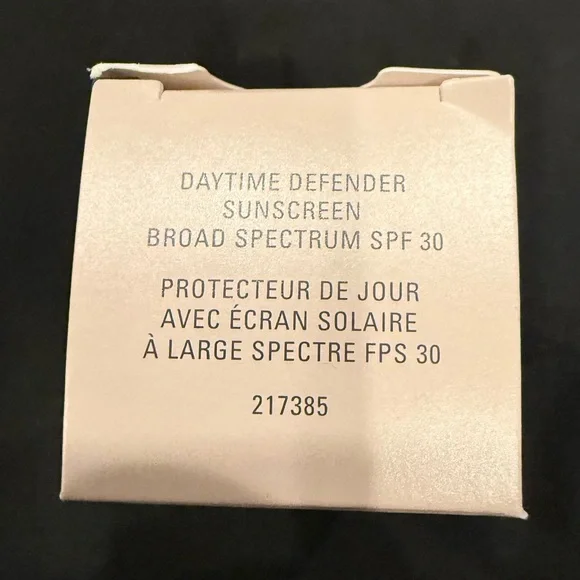 DAYTIME DEFENDER
SUNSCREEN
BROAD SPECTRUM SPF 30
PROTECTEUR DE JOUR
AVEC ÉCRAN SOLAIRE
À LARGE SPECTRE FPS 30
217385